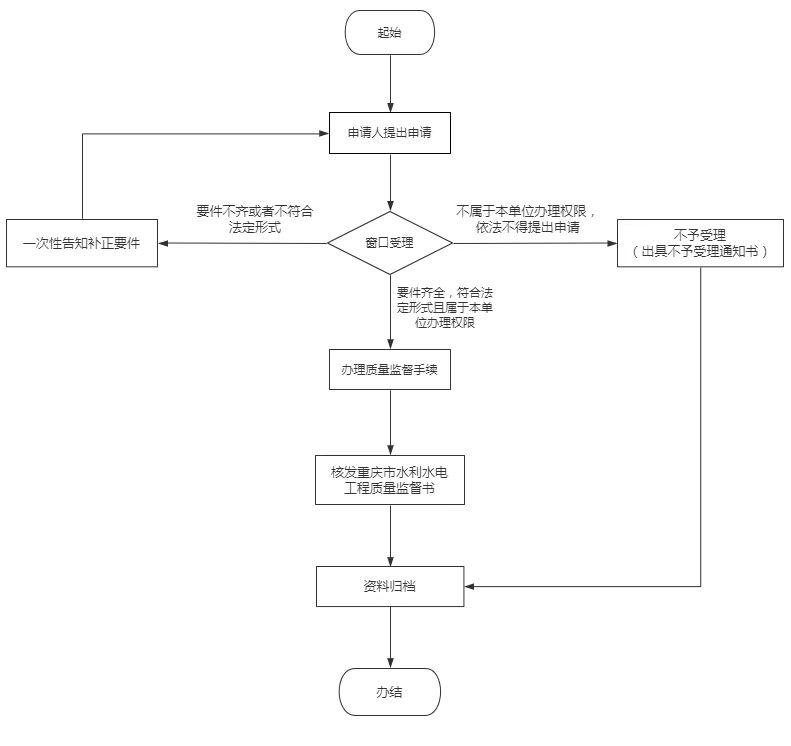 起始
申请人提出申请
要件不齐或者不符合
法定形式
不属于本单位办理权限，
依法不得提出申请
一次性告知补正要件
窗口受理
不予受理
（出具不予受理通知书）
要件齐全，符合法
定形式且属于本单
位办理权限
办理质量监督手续
核发重庆市水利水电
工程质量监督书
资料归档
办结